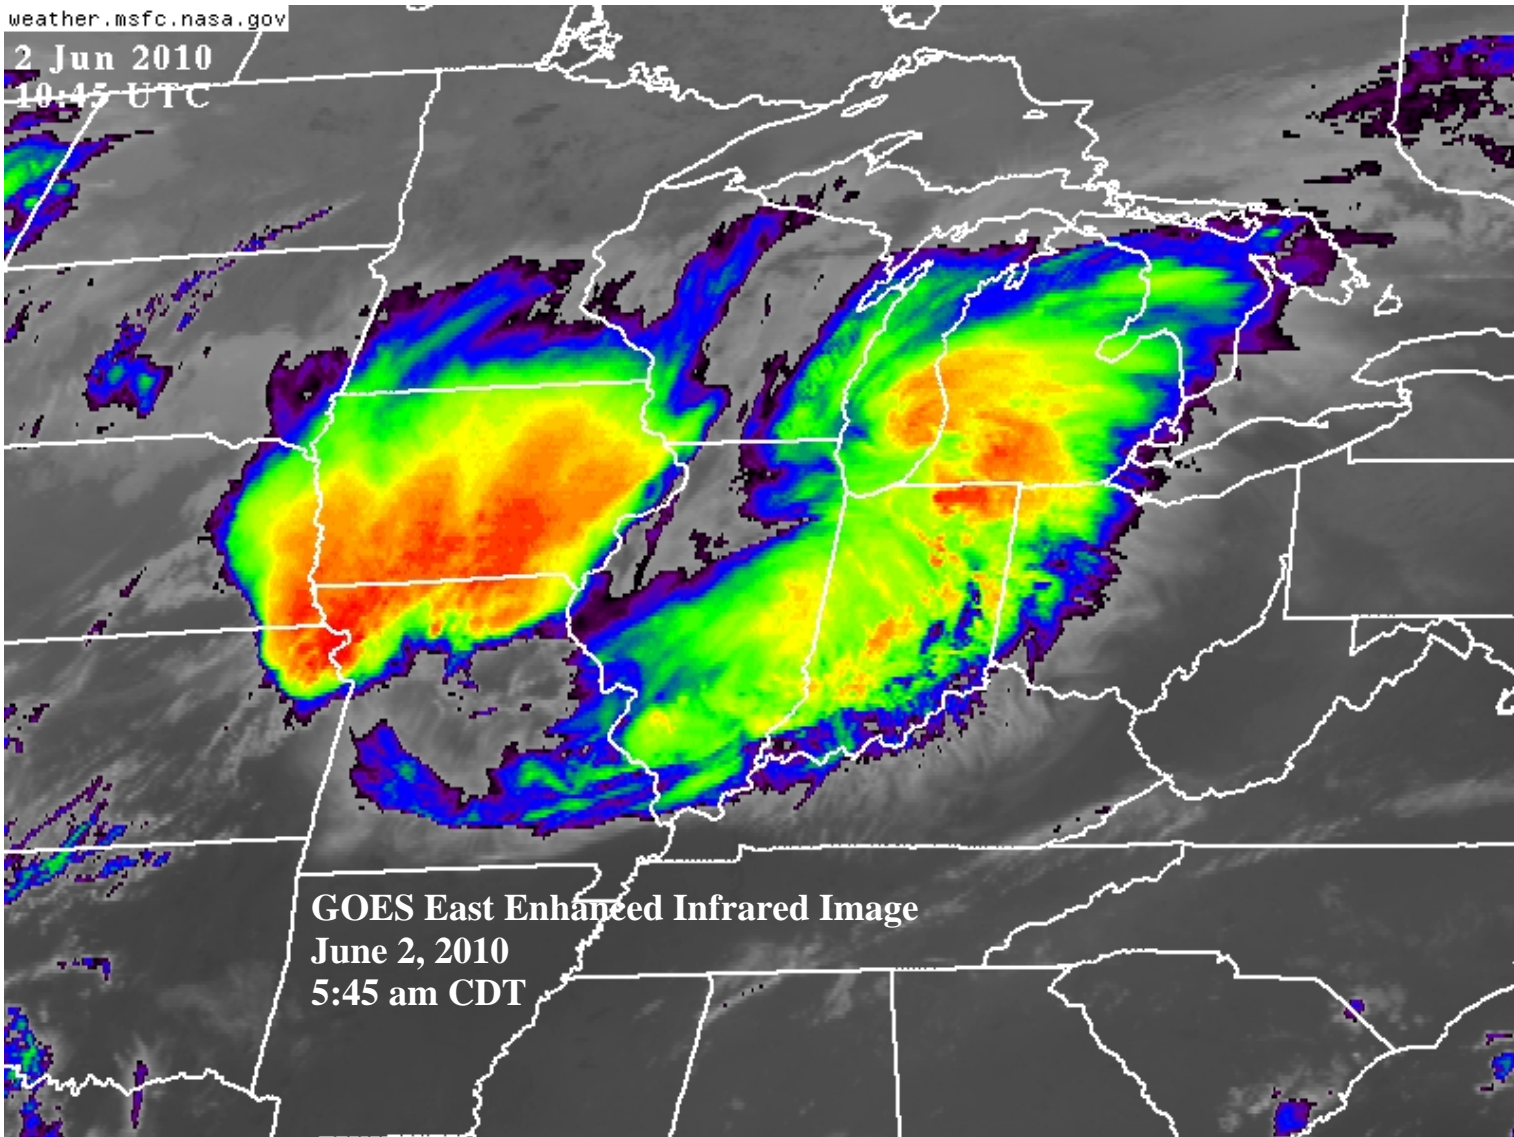 weather.msfc.nasa.gov
2 Jun 2010
10:45 UTC
GOES East Enhanced Infrared Image
June 2, 2010
5:45 am CDT